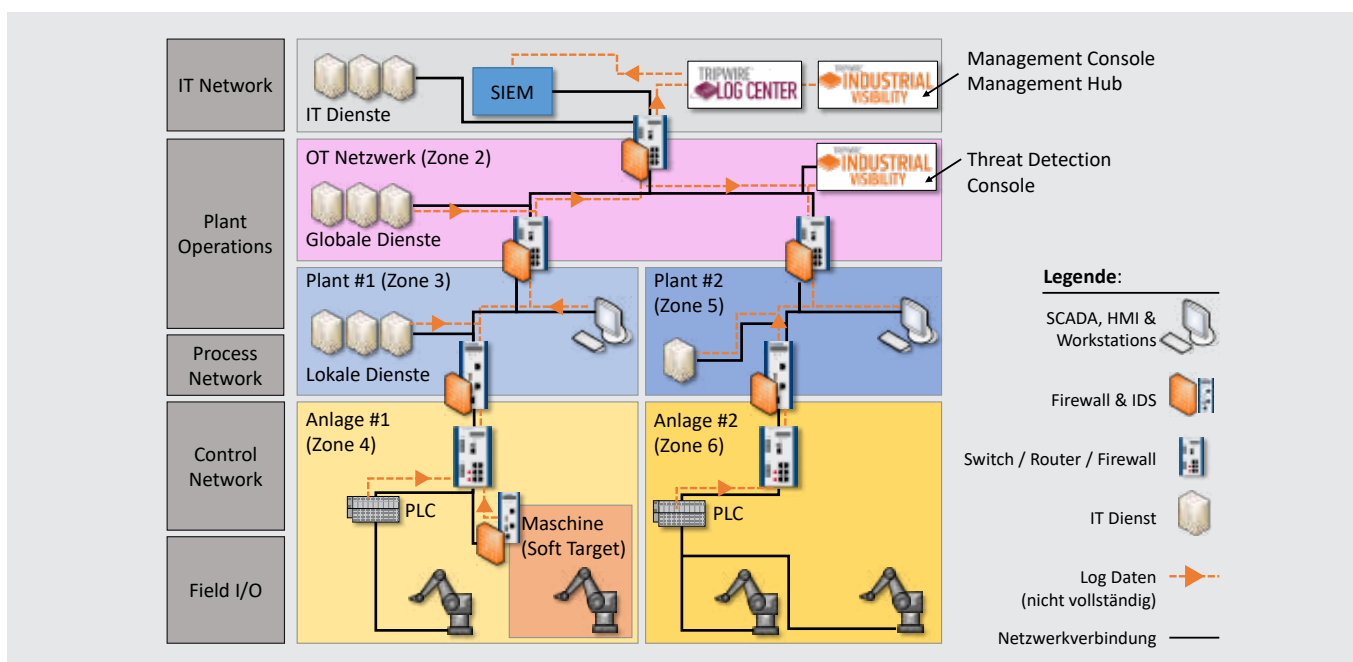 IT Network
Plant
Operations
Process
Network
Control
Network
Field I/O
IT Dienste
SIEM
TRIPWIRE
LOG CENTER
TRIPWIRE
INDUSTRIAL
VISIBILITY
Management Console
Management Hub
OT Netzwerk (Zone 2)
Globale Dienste
TRIPWIRE
INDUSTRIAL
VISIBILITY
Threat Detection
Console
Plant #1 (Zone 3)
Lokale Dienste
Plant #2
(Zone 5)
Anlage #1
(Zone 4)
PLC
Maschine
(Soft Target)
Anlage #2
(Zone 6)
PLC
Legende:
SCADA, HMI &
Workstations
Firewall & IDS
Switch / Router / Firewall
IT Dienst
Log Daten
(nicht vollständig)
Netzwerkverbindung